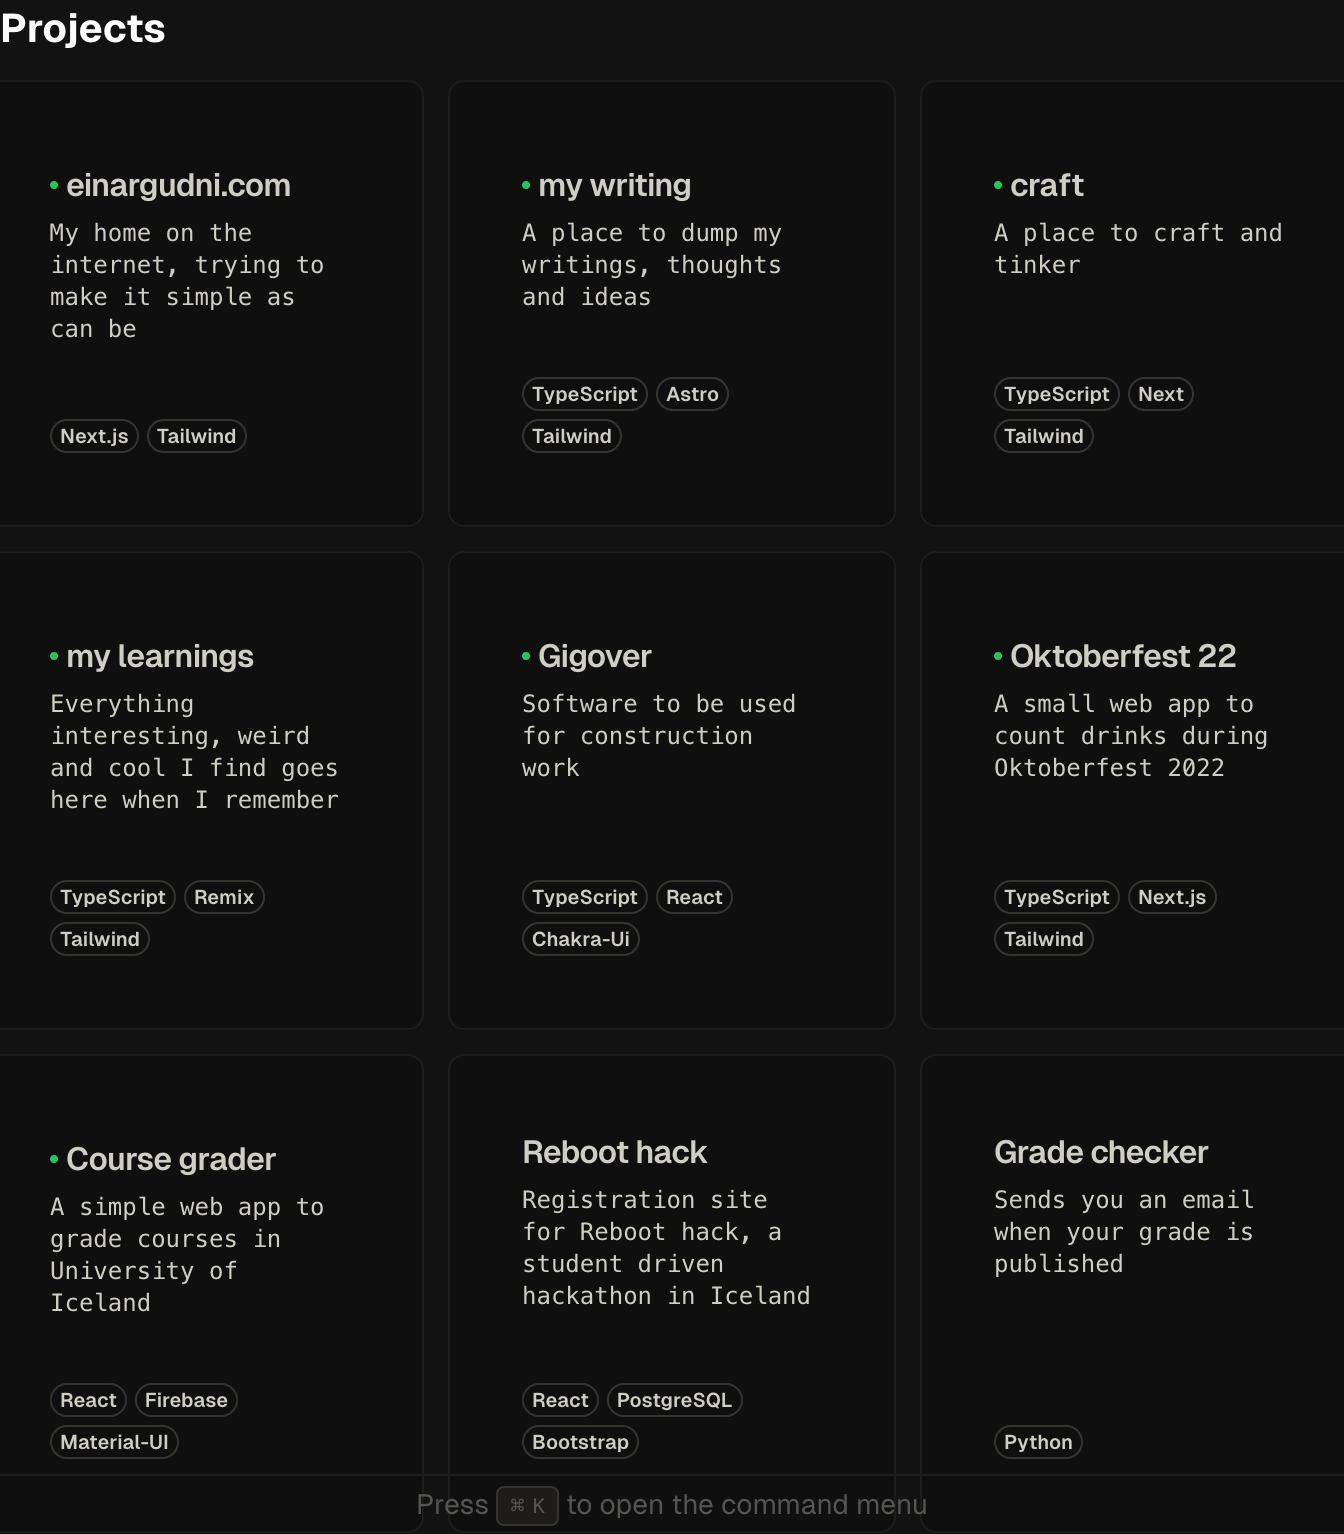 Projects
einargudni.com
My home on the
internet, trying to
make it simple as
can be
Next.js Tailwind
my writing
A place to dump my
writings, thoughts
and ideas
TypeScript Astro
Tailwind
craft
A place to craft and
tinker
TypeScript Next
Tailwind
my learnings
Everything
interesting, weird
and cool I find goes
here when I remember
TypeScript Remix
Tailwind
Gigover
Software to be used
for construction
work
TypeScript React
Chakra-Ui
Oktoberfest 22
A small web app to
count drinks during
Oktoberfest 2022
TypeScript Next.js
Tailwind
Course grader
A simple web app to
grade courses in
University of
Iceland
React Firebase
Material-UI
Reboot hack
Registration site
for Reboot hack, a
student driven
hackathon in Iceland
React PostgreSQL
Bootstrap
Grade checker
Sends you an email
when your grade is
published
Python
Press ⌘ K to open the command menu